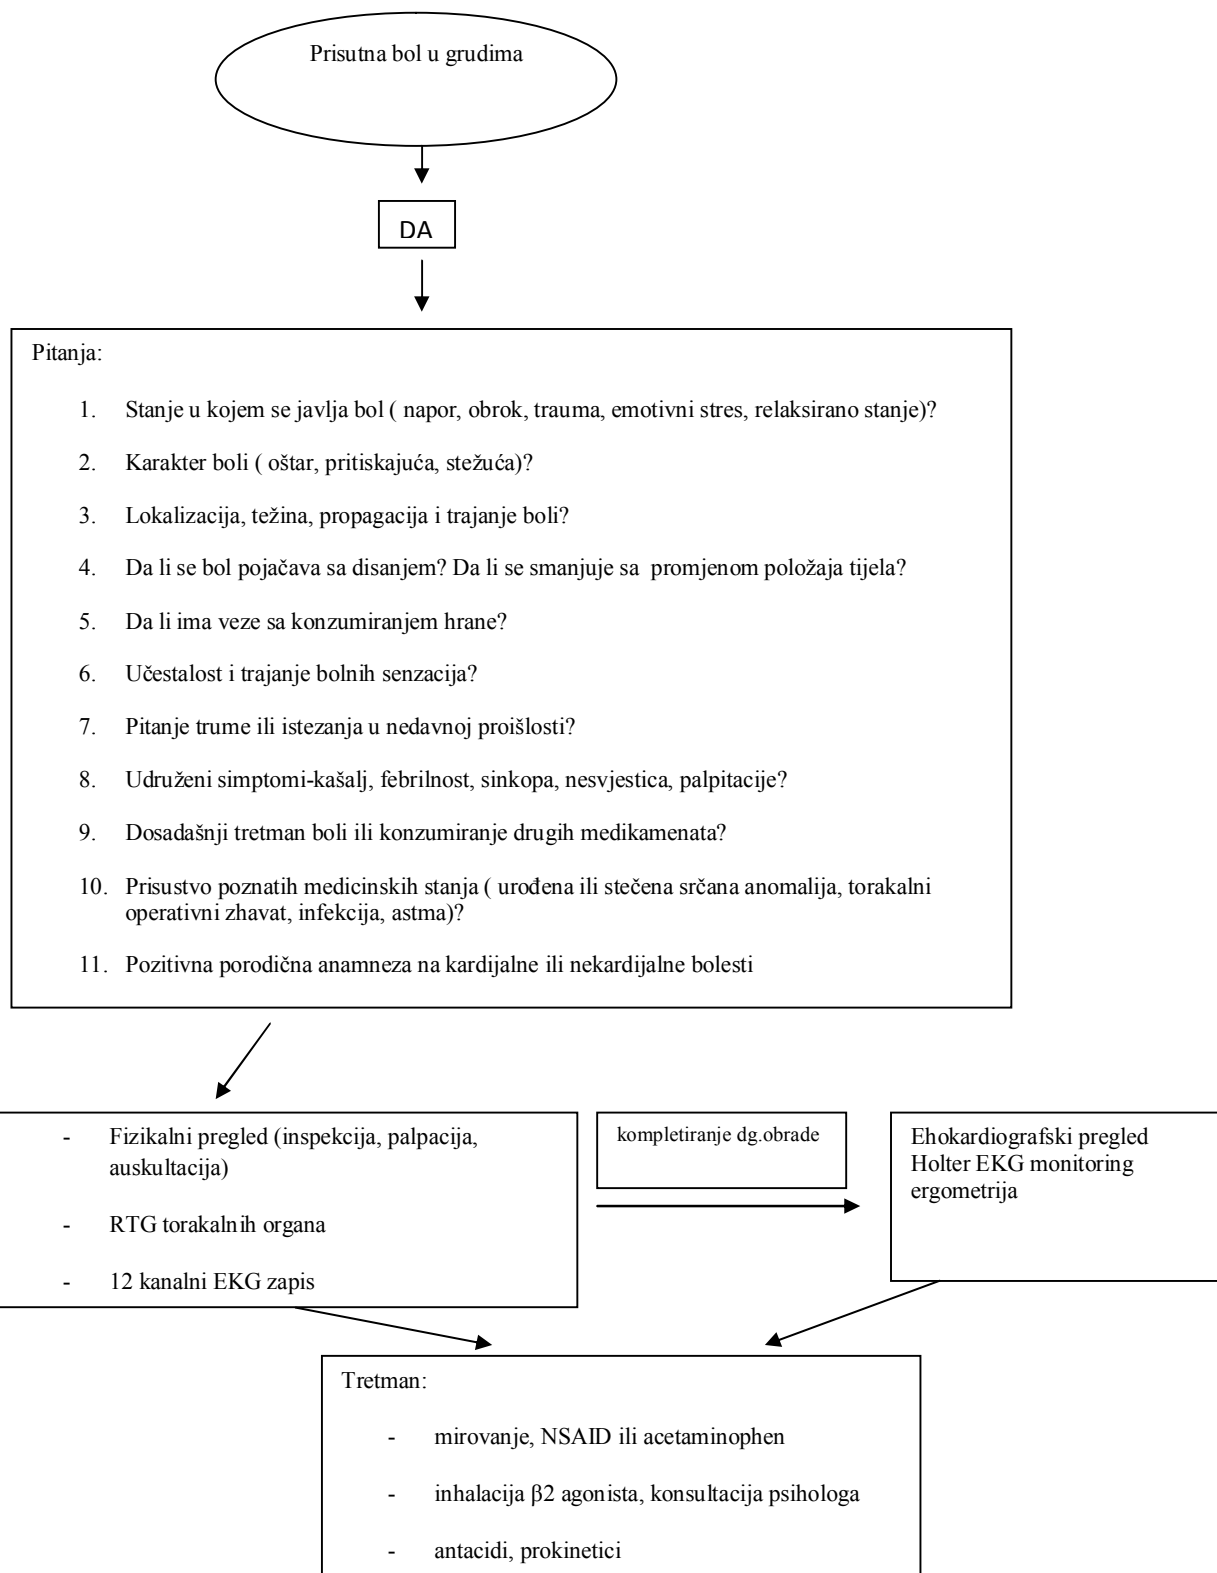 Prisutna bol u grudima
DA
Pitanja:
1. Stanje u kojem se javlja bol ( napor, obrok, trauma, emotivni stres, relaksirano stanje)?
2. Karakter boli ( oštar, pritiskajuća, stežuća)?
3. Lokalizacija, težina, propagacija i trajanje boli?
4. Da li se bol pojačava sa disanjem? Da li se smanjuje sa promjenom položaja tijela?
5. Da li ima veze sa konzumiranjem hrane?
6. Učestalost i trajanje bolnih senzacija?
7. Pitanje trume ili istezanja u nedavnoj proišlosti?
8. Udruženi simptomi-kašalj, febrilnost, sinkopa, nesvjestica, palpitacije?
9. Dosadašnji tretman boli ili konzumiranje drugih medikamenata?
10. Prisustvo poznatih medicinskih stanja ( urođena ili stečena srčana anomalija, torakalni
operativni zhavat, infekcija, astma)?
11. Pozitivna porodična anamneza na kardijalne ili nekardijalne bolesti
- Fizikalni pregled (inspekcija, palpacija,
auskultacija)
- RTG torakalnih organa
- 12 kanalni EKG zapis
kompletiranje dg.obrade
Ehokardiografski pregled
Holter EKG monitoring
ergometrija
Tretman:
- mirovanje, NSAID ili acetaminophen
- inhalacija β2 agonista, konsultacija psihologa
- antacidi, prokinetici